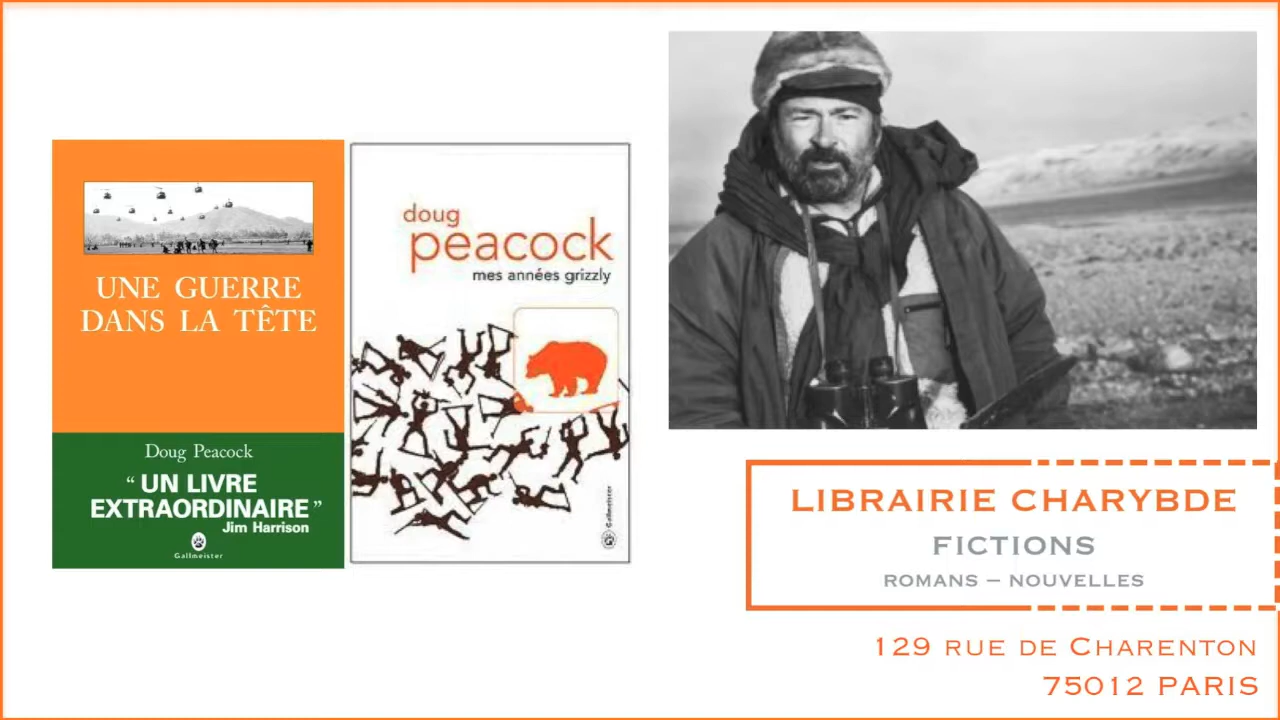 UNE GUERRE
DANS LA TÊTE
Doug Peacock
“ UN LIVRE
EXTRAORDINAIRE ”
Jim Harrison
Gallmeister
doug
peacock
mes années grizzly
Gallmeister
LIBRAIRIE CHARYBDE
FICTIONS
ROMANS – NOUVELLES
129 RUE DE CHARENTON
75012 PARIS